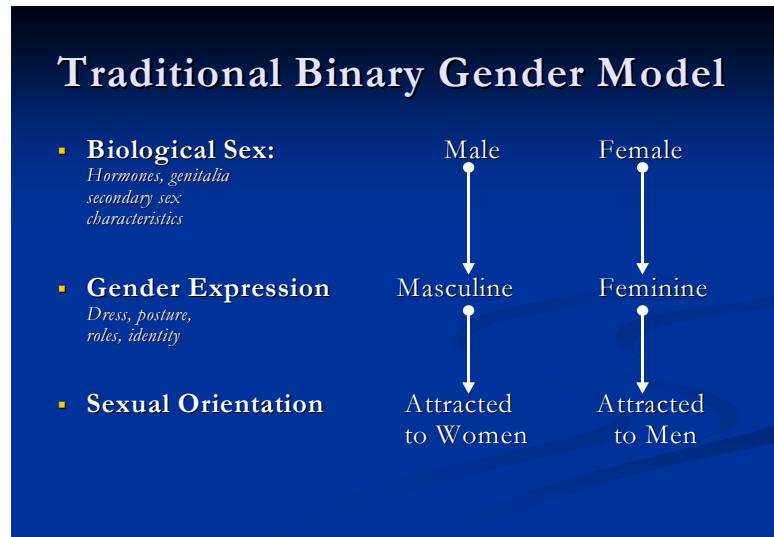 Traditional Binary Gender Model
▪ Biological Sex: Male Female
Hormones, genitalia
secondary sex
characteristics
▪ Gender Expression Masculine Feminine
Dress, posture,
roles, identity
▪ Sexual Orientation Attracted Attracted
to Women to Men